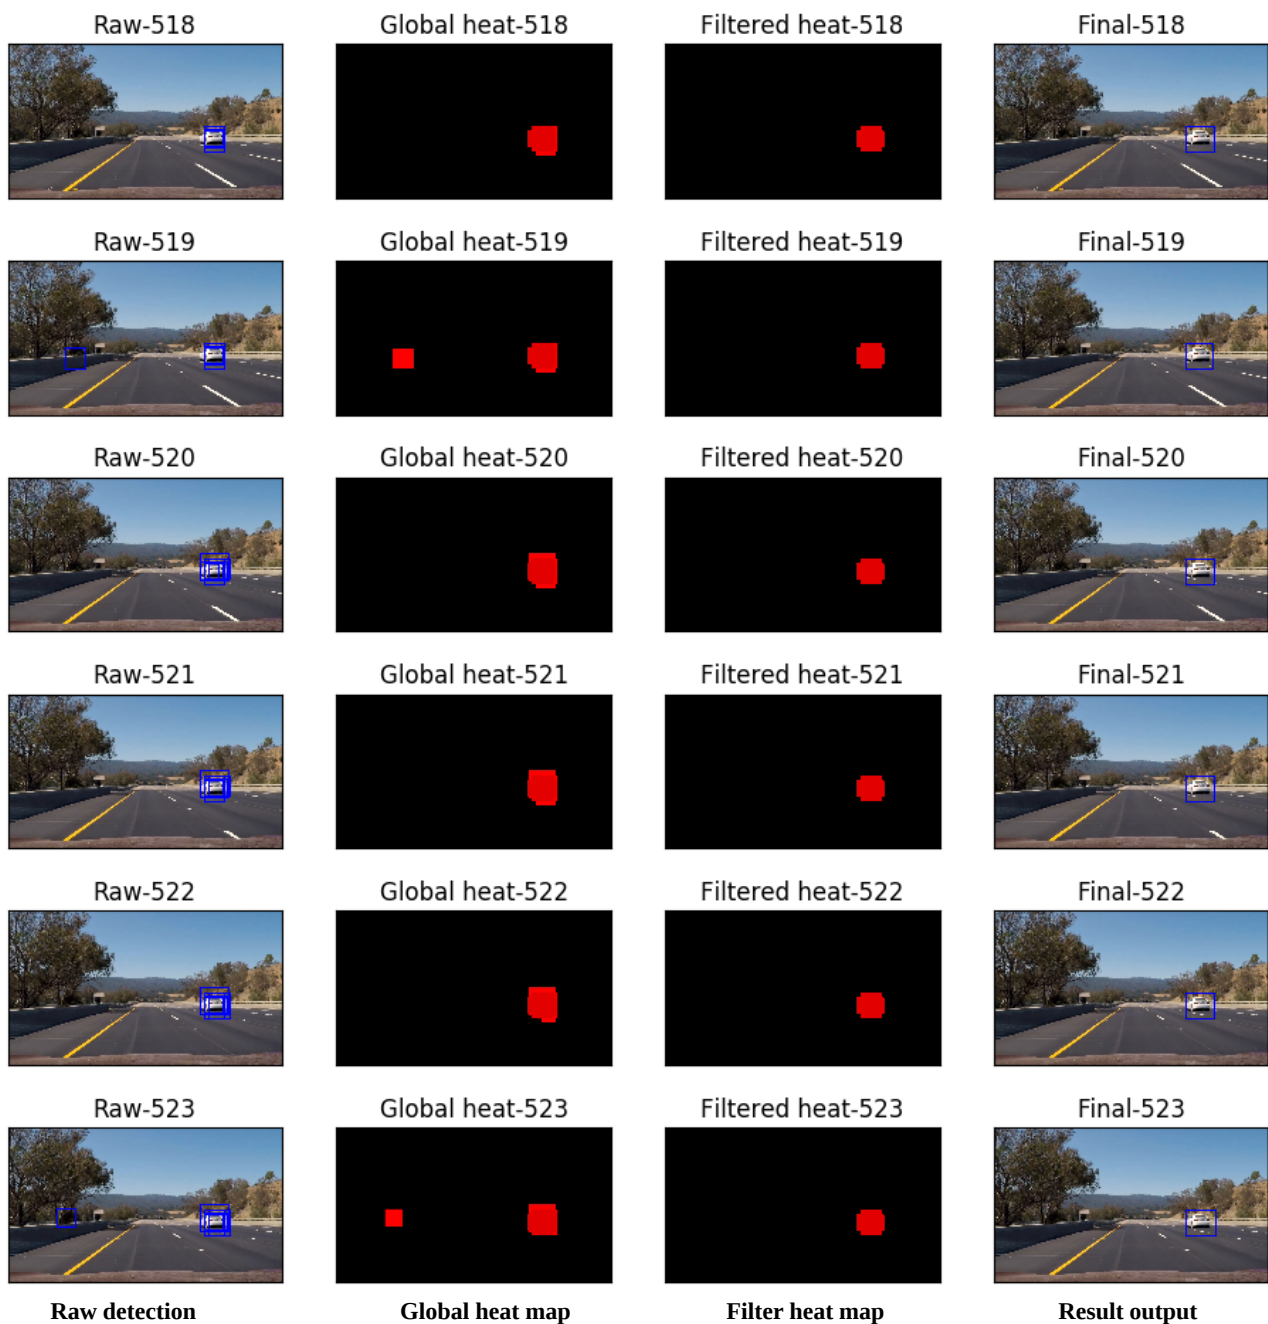 Raw-518
Global heat-518
Filtered heat-518
Final-518
Raw-519
Global heat-519
Filtered heat-519
Final-519
Raw-520
Global heat-520
Filtered heat-520
Final-520
Raw-521
Global heat-521
Filtered heat-521
Final-521
Raw-522
Global heat-522
Filtered heat-522
Final-522
Raw-523
Global heat-523
Filtered heat-523
Final-523
Raw detection
Global heat map
Filter heat map
Result output